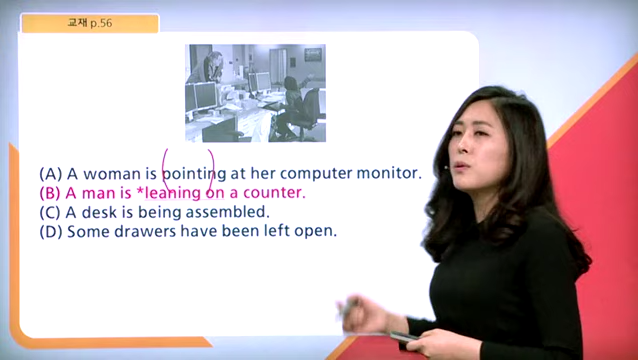 교재 p.56
(A) A woman is pointing at her computer monitor.
(B) A man is *leaning on a counter.
(C) A desk is being assembled.
(D) Some drawers have been left open.